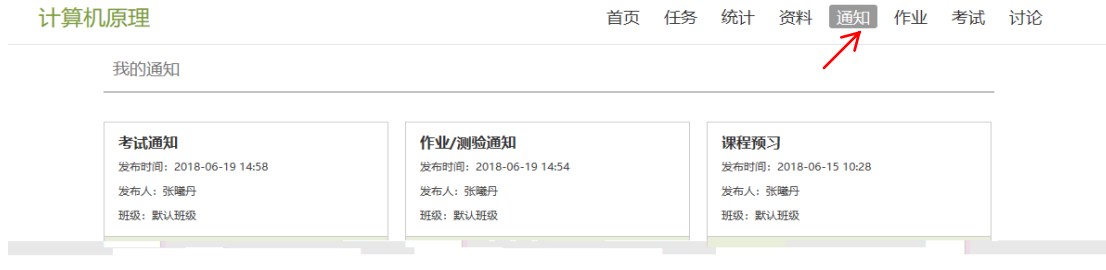 计算机原理
首页 任务 统计 资料 通知 作业 考试 讨论
我的通知
考试通知
发布时间：2018-06-19 14:58
发布人：张曦丹
班级：默认班级
作业/测验通知
发布时间：2018-06-19 14:54
发布人：张曦丹
班级：默认班级
课程预习
发布时间：2018-06-15 10:28
发布人：张曦丹
班级：默认班级